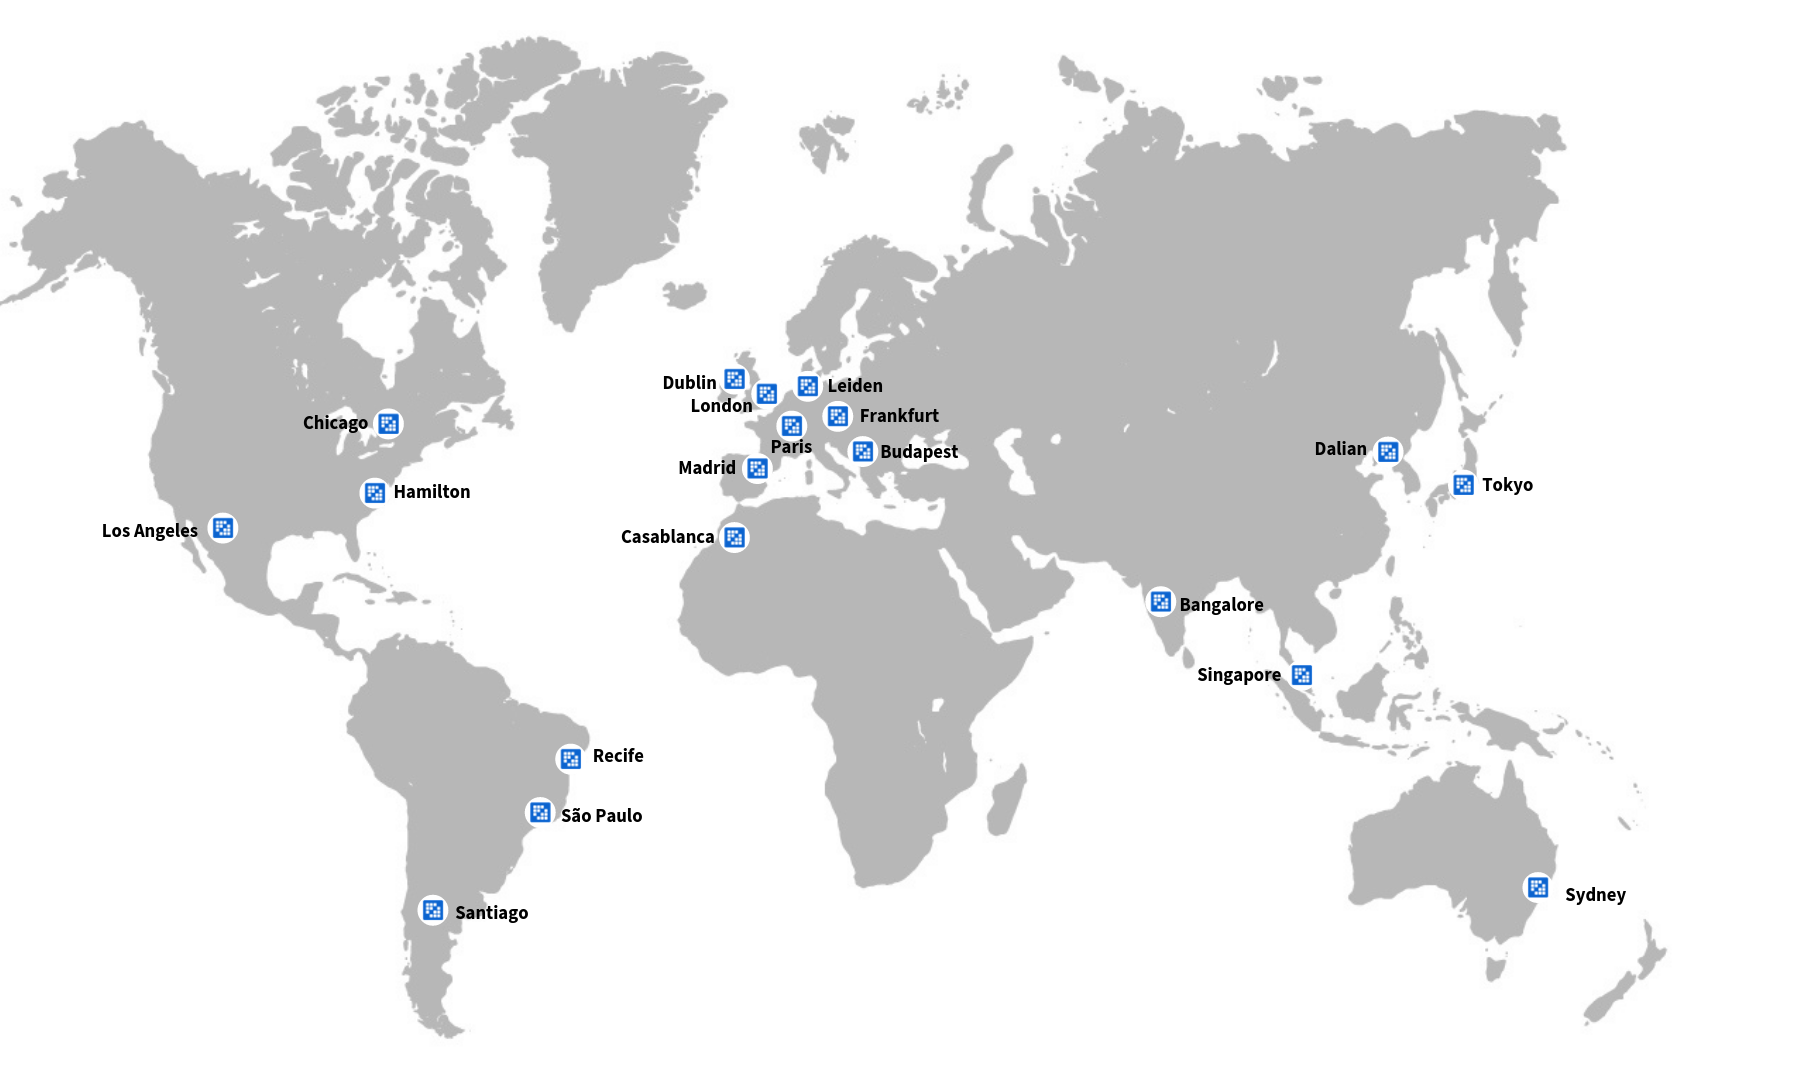 Dublin
Leiden
London
Frankfurt
Chicago
Paris
Budapest
Dalian
Madrid
Hamilton
Tokyo
Los Angeles
Casablanca
Bangalore
Singapore
Recife
São Paulo
Sydney
Santiago